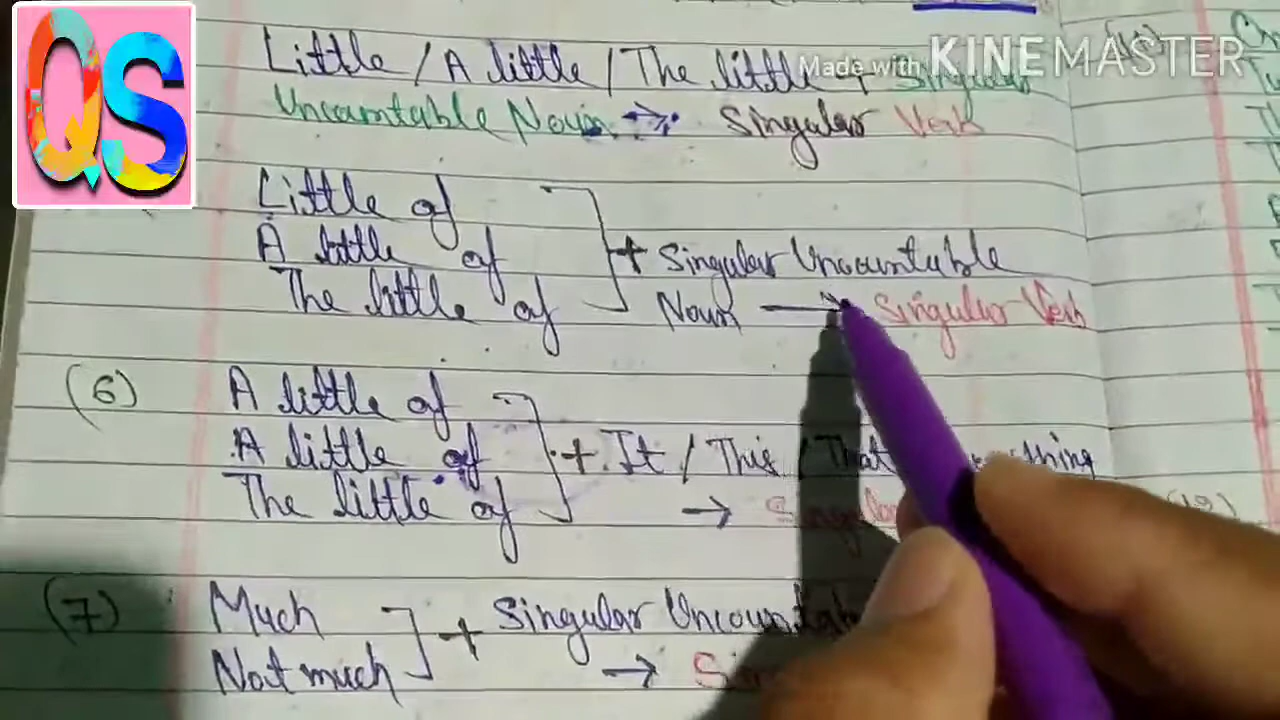 QS
Made with KINEMASTER
Little / A little / The little + Singular
Uncountable Noun → Singular Verb
Little of
A little of
The little of
+ Singular Uncountable
Noun → Singular Verb
(6)
A little of
A little of
The little of
+ It / This / That
→
(7)
Much
Not much
+ Singular
→